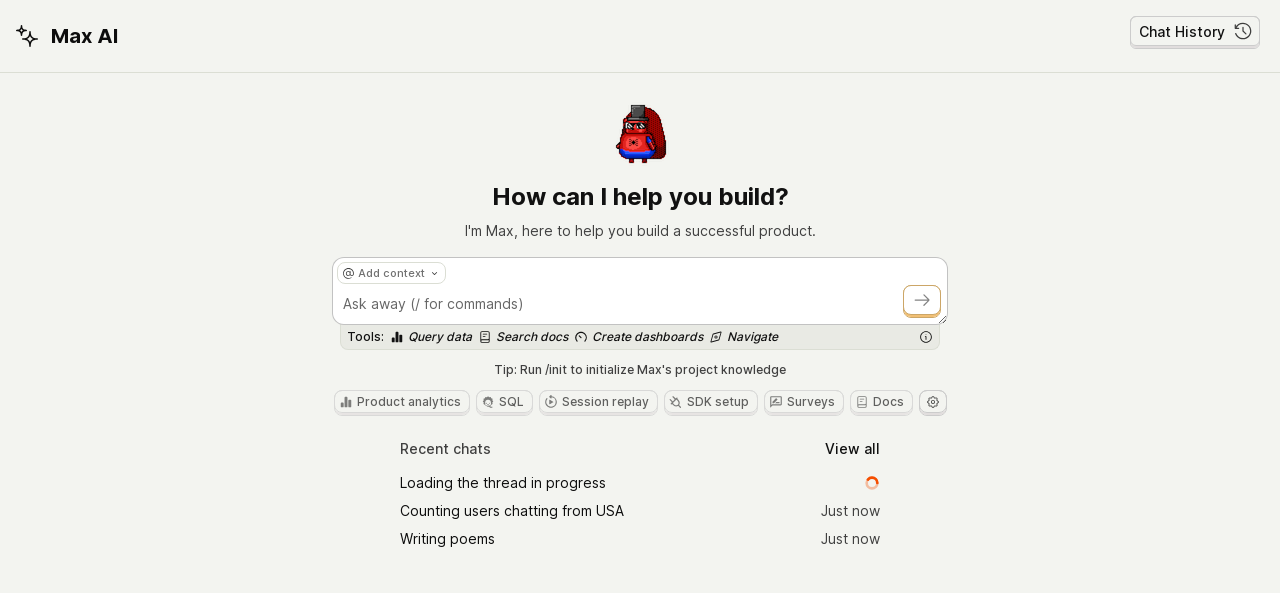 Max AI
Chat History
How can I help you build?
I'm Max, here to help you build a successful product.
@ Add context
Ask away (/ for commands)
Tools: Query data Search docs Create dashboards Navigate
Tip: Run /init to initialize Max's project knowledge
Product analytics SQL Session replay SDK setup Surveys Docs
Recent chats View all
Loading the thread in progress
Counting users chatting from USA Just now
Writing poems Just now